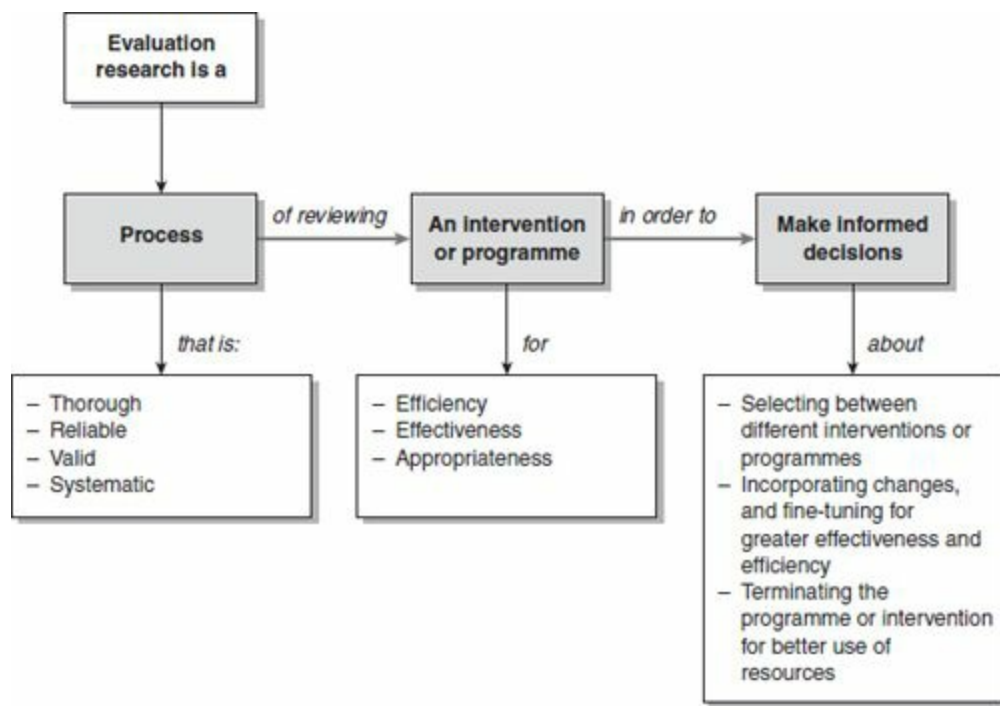 Evaluation
research is a
Process
of reviewing
An intervention
or programme
in order to
Make informed
decisions
that is:
– Thorough
– Reliable
– Valid
– Systematic
for
– Efficiency
– Effectiveness
– Appropriateness
about
– Selecting between
different interventions or
programmes
– Incorporating changes,
and fine-tuning for
greater effectiveness and
efficiency
– Terminating the
programme or intervention
for better use of
resources